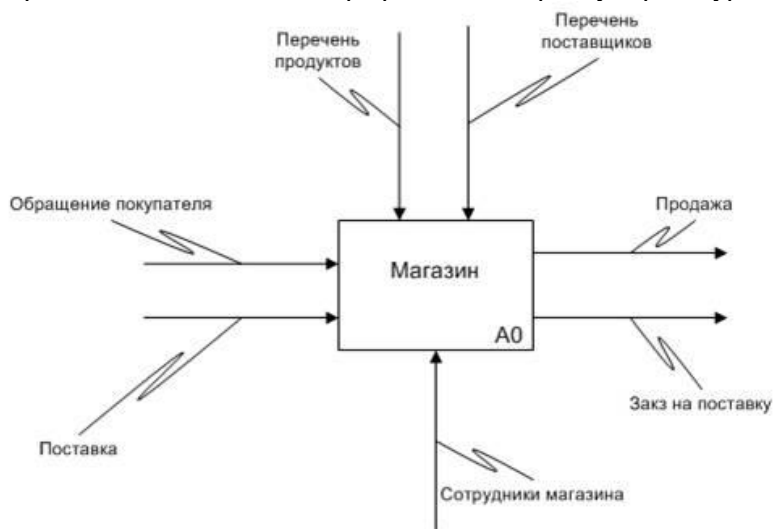 Перечень
продуктов
Перечень
поставщиков
Обращение покупателя
Продажа
Магазин
A0
Закз на поставку
Поставка
Сотрудники магазина